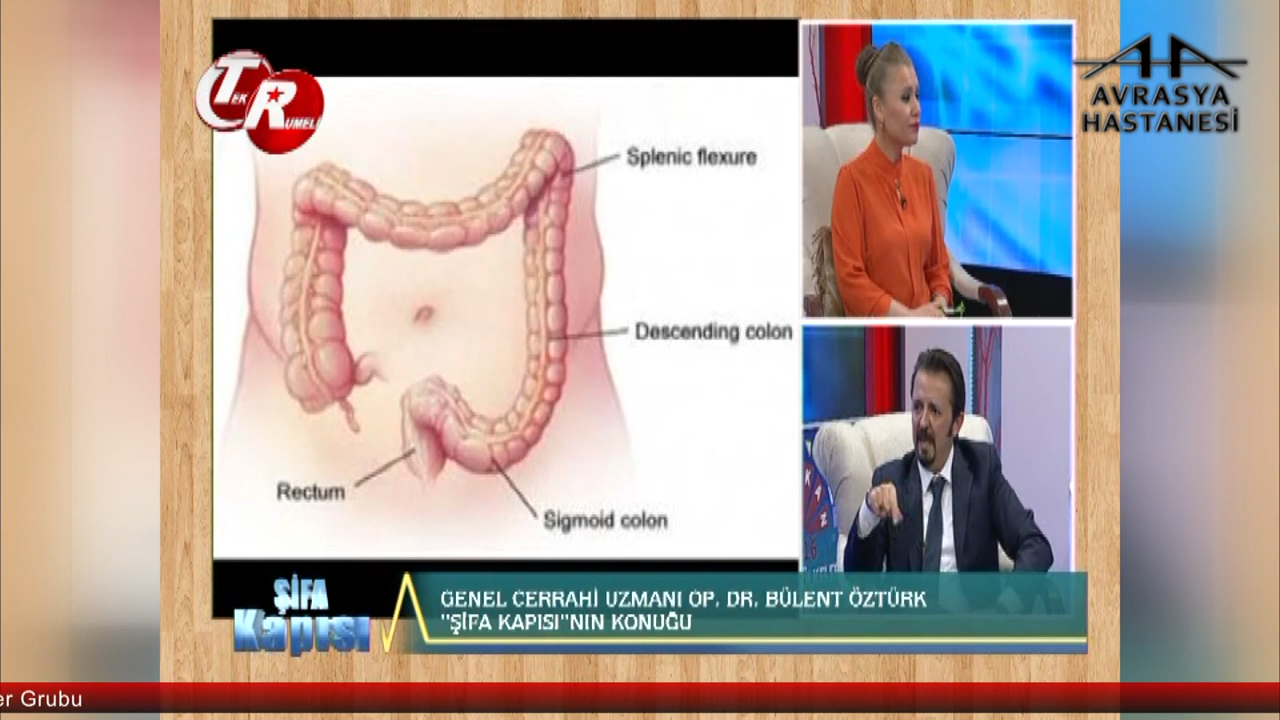 TEK
RUMELİ
AVRASYA
HASTANESİ
Splenic flexure
Descending colon
Rectum
Sigmoid colon
ŞİFA
Kapısı
GENEL CERRAHİ UZMANI OP. DR. BÜLENT ÖZTÜRK
"ŞİFA KAPISI"NIN KONUĞU
er Grubu